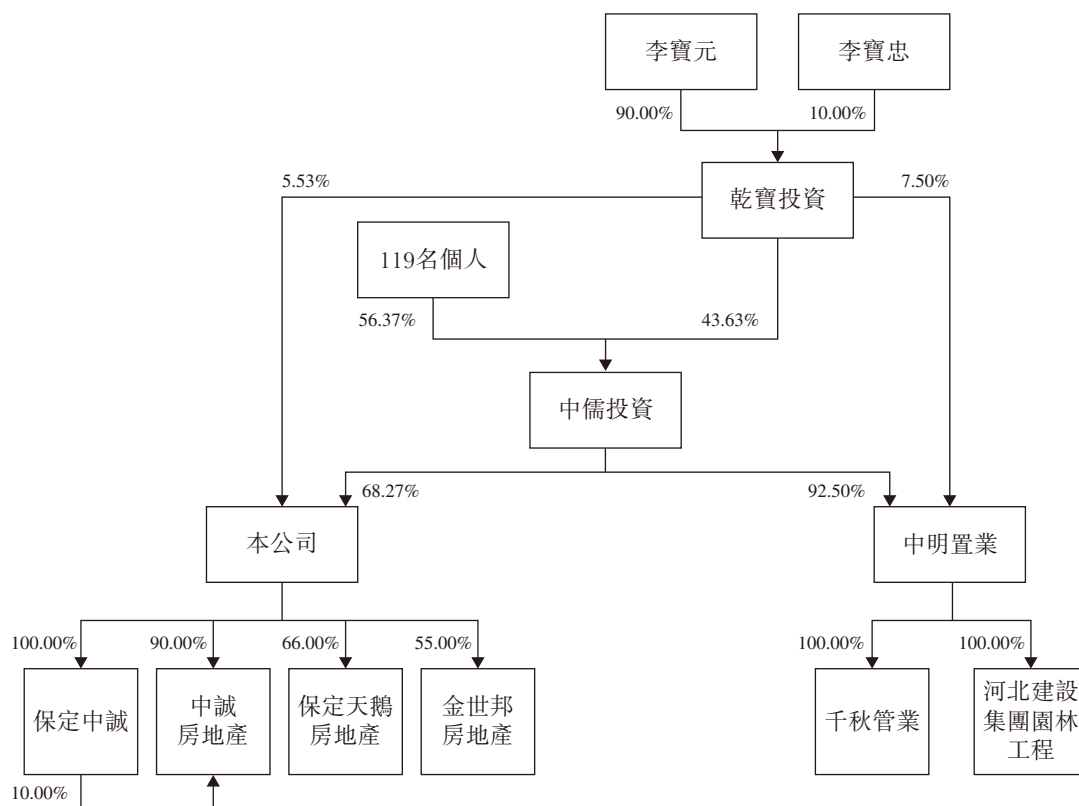 李寶元
李寶忠
90.00%
10.00%
5.53%
乾寶投資
7.50%
119名個人
56.37%
43.63%
中儒投資
68.27%
92.50%
本公司
中明置業
100.00%
90.00%
66.00%
55.00%
100.00%
100.00%
保定中誠
中誠
房地產
保定天鵝
房地產
金世邦
房地產
千秋管業
河北建設
集團園林
工程
10.00%